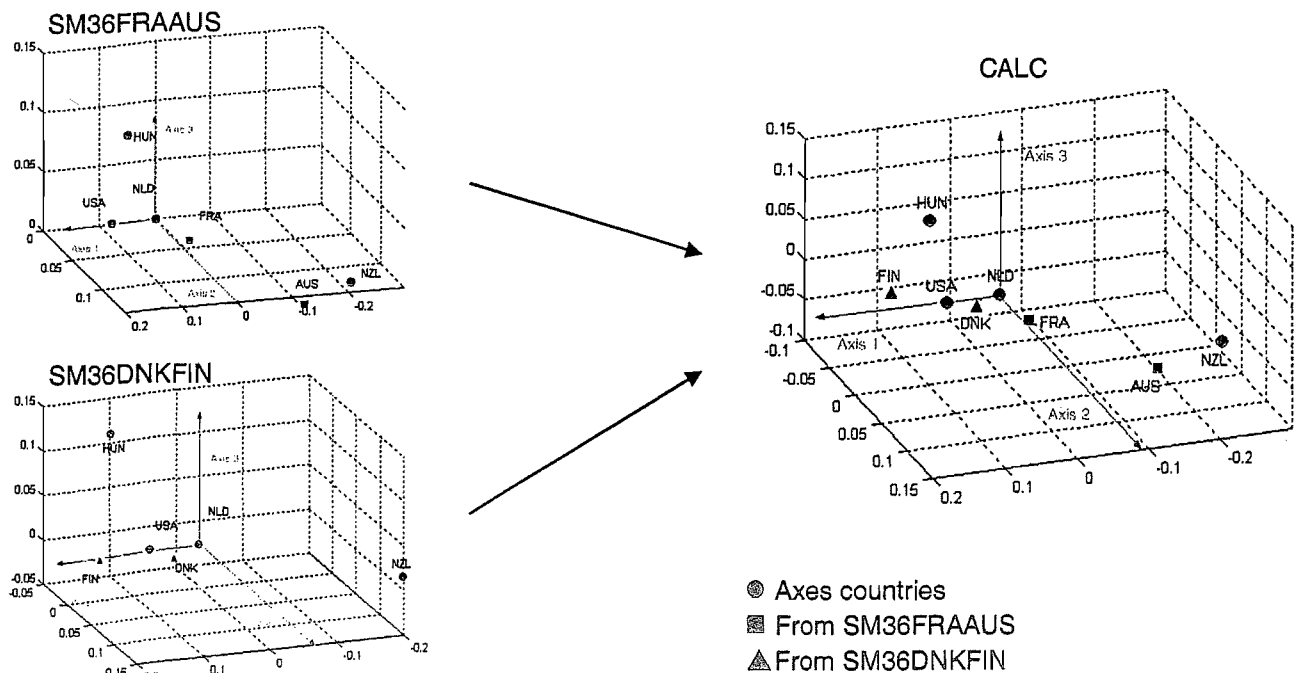 SM36FRAAUS
0.15
0.1
0.05
0
0
0.05
0.1
0.2
0.1
0
-0.1
-0.2
HUN
Axis 3
NLD
USA
FRA
Axis 1
Axis 2
AUS
NZL
SM36DNKFIN
0.15
0.1
0.05
0
-0.05
-0.05
0
0.05
0.1
0.15
0.1
0
-0.1
-0.2
HUN
Axis 3
USA
NLD
FIN
DNK
NZL
CALC
0.15
0.1
0.05
0
-0.05
-0.1
-0.1
-0.05
0
0.05
0.1
0.15
0.2
0.1
0
-0.1
-0.2
Axis 3
HUN
FIN
USA
NLD
DNK
FRA
Axis 1
NZL
AUS
Axis 2
Axes countries
From SM36FRAAUS
From SM36DNKFIN